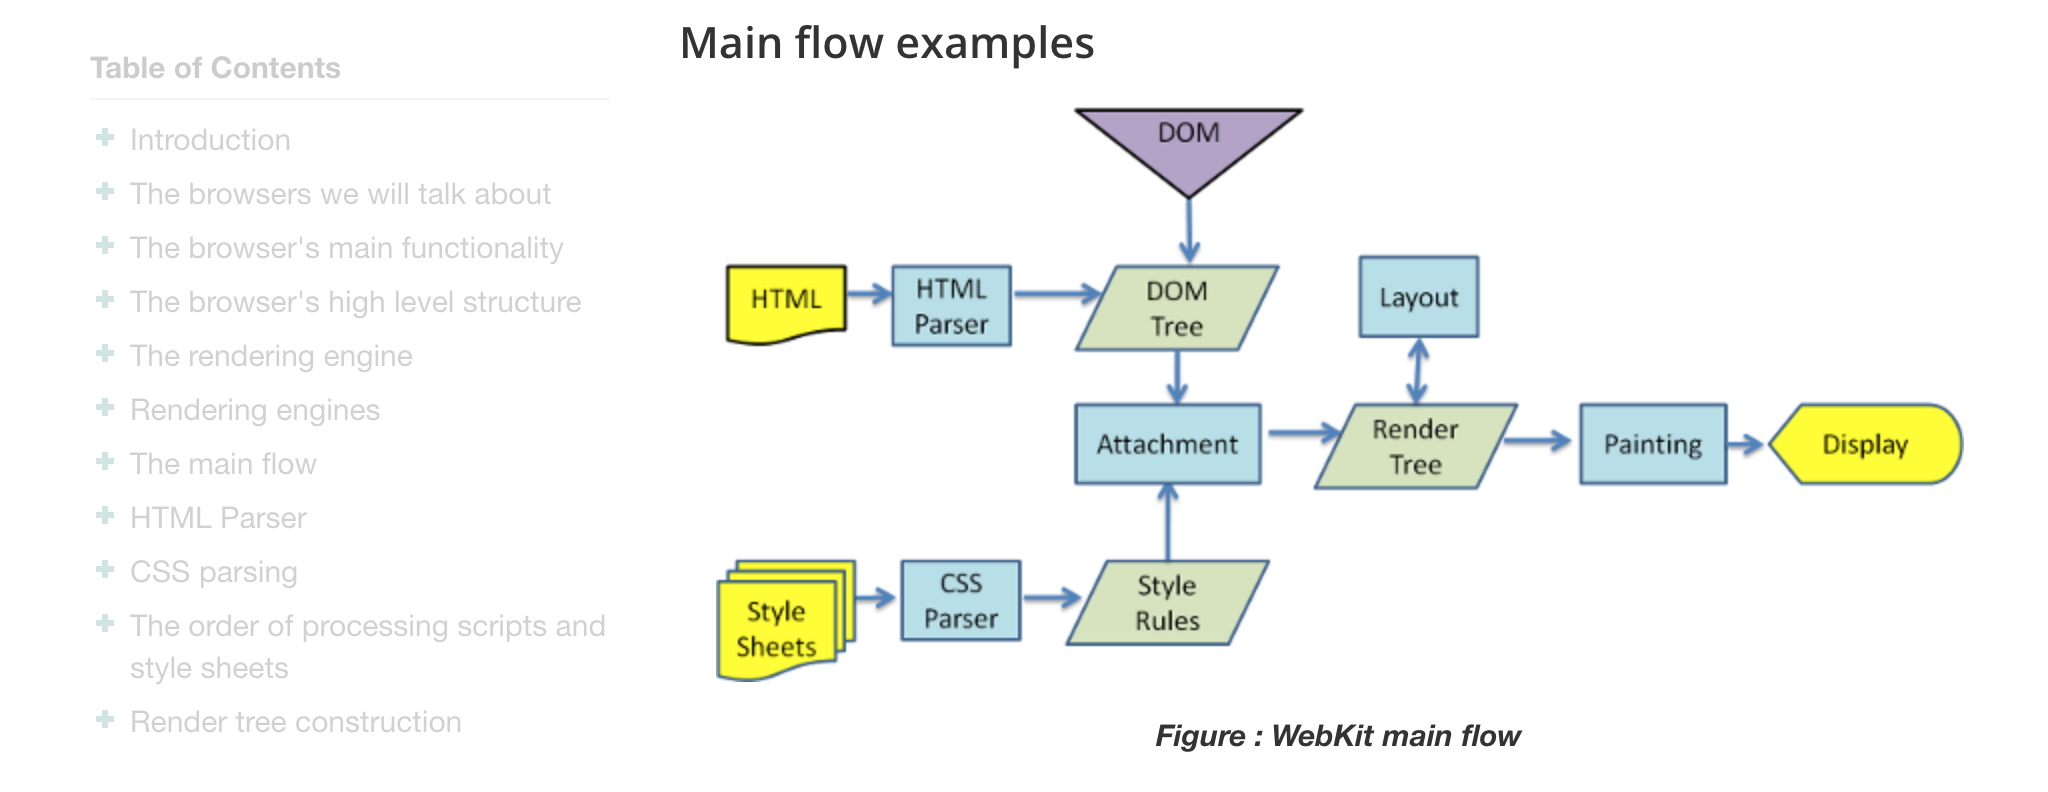 Main flow examples
Table of Contents
Introduction
The browsers we will talk about
The browser's main functionality
The browser's high level structure
The rendering engine
Rendering engines
The main flow
HTML Parser
CSS parsing
The order of processing scripts and
style sheets
Render tree construction
DOM
HTML
HTML
Parser
DOM
Tree
Layout
Attachment
Render
Tree
Painting
Display
Style
Sheets
CSS
Parser
Style
Rules
Figure : WebKit main flow